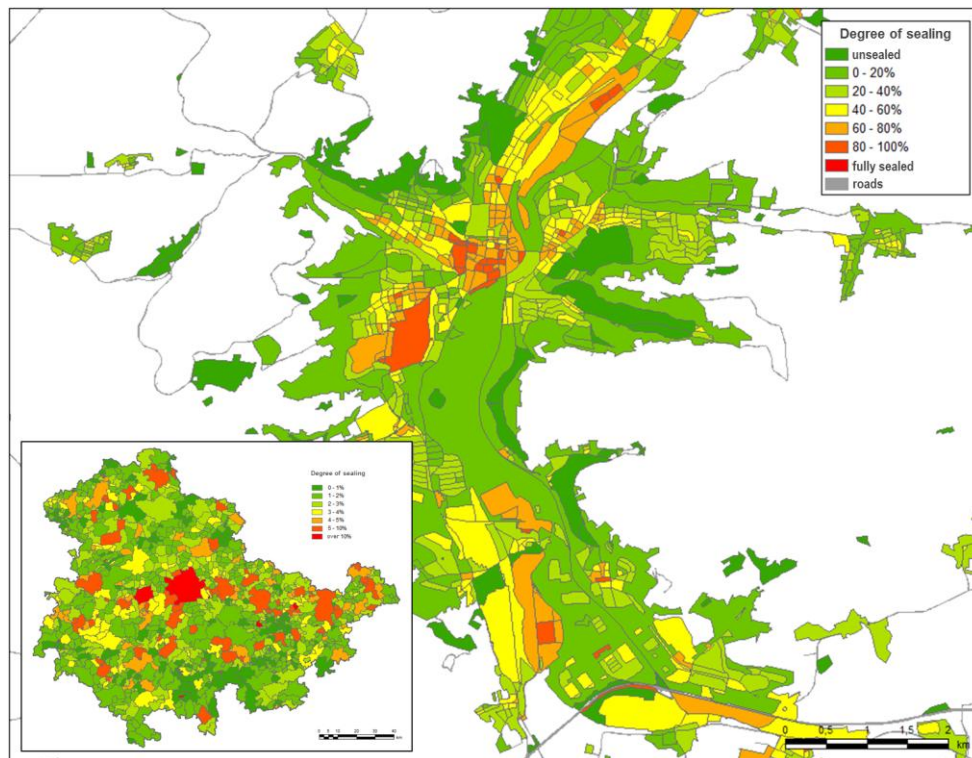 Degree of sealing
unsealed
0 - 20%
20 - 40%
40 - 60%
60 - 80%
80 - 100%
fully sealed
roads
Degree of sealing
0 - 1%
1 - 2%
2 - 3%
3 - 4%
4 - 5%
5 - 10%
over 10%
0 0,5 1 1,5 2
km